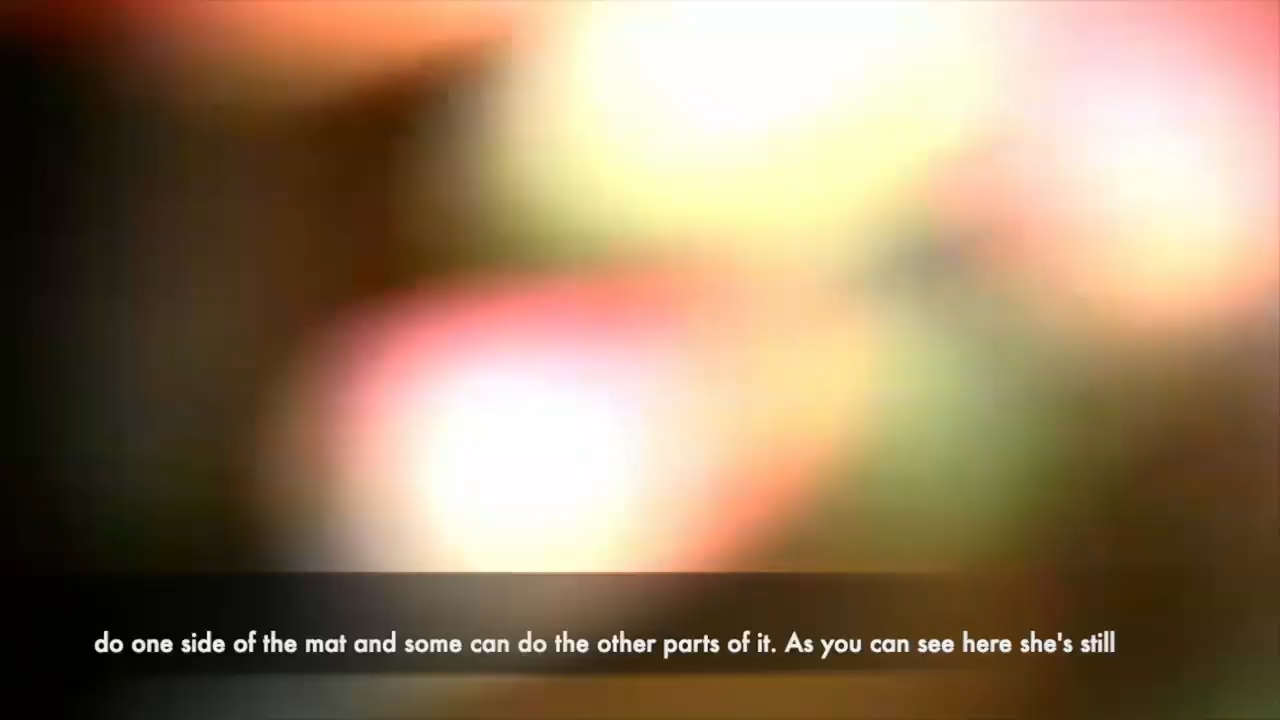 do one side of the mat and some can do the other parts of it. As you can see here she's still